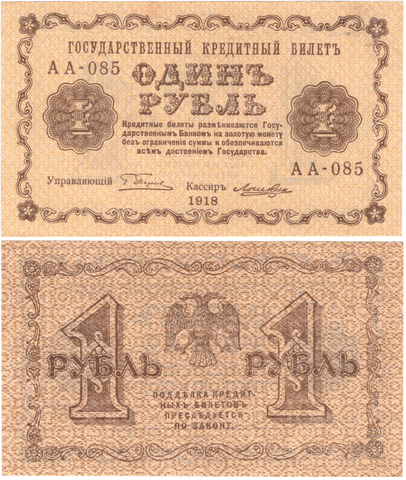 ГОСУДАРСТВЕННЫЙ КРЕДИТНЫЙ БИЛЕТЪ
АА-085
ОДИНЪ
РУБЛЬ
1
1
Кредитные билеты размѣниваются Госу-
дарственнымъ Банкомъ на золотую монету
безъ ограниченія суммы и обезпечиваются
всѣмъ достояніемъ Государства.
АА-085
Управляющій
Кассиръ
1918
1 РУБЛЬ
1 РУБЛЬ
ПОДДѢЛКА КРЕДИТ-
НЫХЪ БИЛЕТОВЪ
ПРЕСЛѢДУЕТСЯ
ПО ЗАКОНУ.